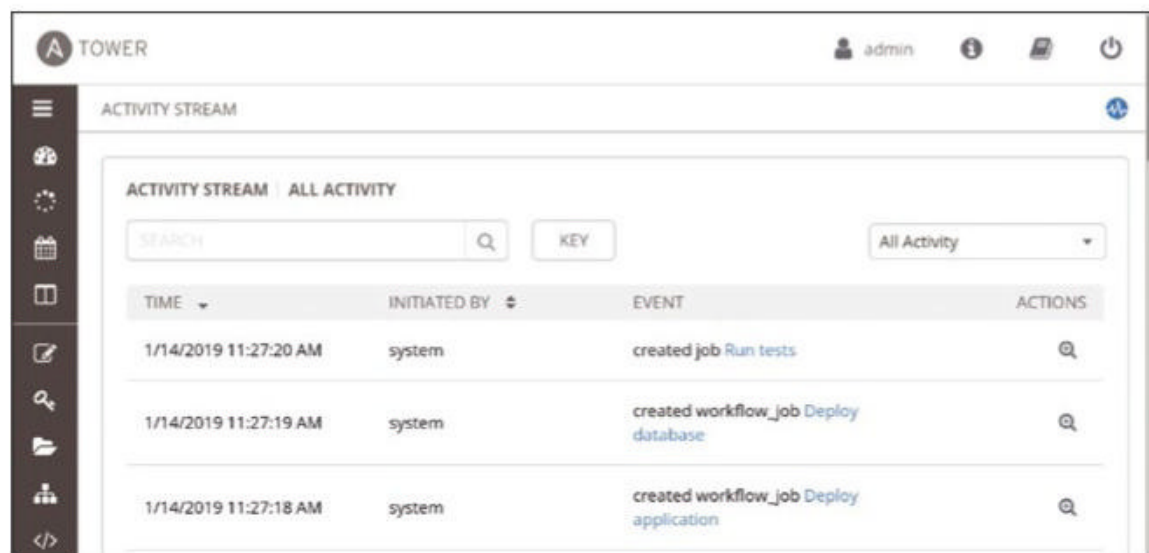 A TOWER
admin
ACTIVITY STREAM
ACTIVITY STREAM | ALL ACTIVITY
SEARCH
KEY
All Activity
TIME INITIATED BY EVENT ACTIONS
1/14/2019 11:27:20 AM system created job Run tests
1/14/2019 11:27:19 AM system created workflow_job Deploy
database
1/14/2019 11:27:18 AM system created workflow_job Deploy
application